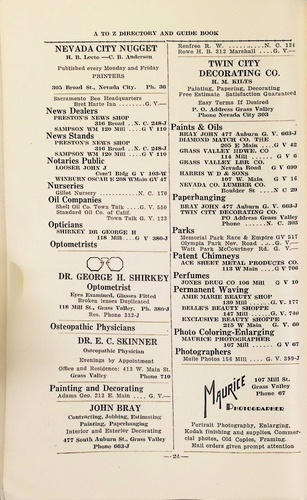 A TO Z DIRECTORY AND GUIDE BOOK
NEVADA CITY NUGGET
H. B. Leete —C. B. Anderson
Published every Monday and Friday
PRINTERS
305 Broad St., Nevada City. Ph. 36
Sacramento Bee Headquarters
Bret Harte Inn ........... G.V.—
News Dealers
PRESTON'S NEWS SHOP
316 Broad . N. C. 248-J
SAMPSON WM 120 Mill .... G V 110
News Stands
PRESTON'S NEWS SHOP
316 Broad . N. C. 248-J
SAMPSON WM 120 Mill .... G V 110
Notaries Public
LOOSER JOHN J
Cons'l Bldg G V 103-W
WINBURN OSCAR E 208 Whisn GV 47
Nurseries
Gillet Nursery ........... N. C. 170
Oil Companies
Shell Oil Co. Town Talk ... G.V. 550
Standard Oil Co. of Calif.
Town Talk G. V. 123
Opticians
SHIRKEY DR GEORGE H
118 Mill.....G V 380-J
Optometrists
DR. GEORGE H. SHIRKEY
Optometrist
Eyes Examined, Glasses Fitted
Broken lenses Duplicated
118 Mill St., Grass Valley. Ph. 380-J
Res. Phone 332-J
Osteopathic Physicians
DR. E. C. SKINNER
Osteopathic Physician
Evenings by Appointment
Office and Residence: 413 W. Main St.
Grass Valley Phone 710
Painting and Decorating
Adams Geo. 212 E. Main .... G. V.—
JOHN BRAY
Contracting, Jobbing, Estimating
Painting, Paperhanging
Interior and Exterior Decorating
477 South Auburn St., Grass Valley
Phone 663-J
Renfree R. W. ........... N. C. 124
Rowe H. B. 312 Marshall .... G. V.—
TWIN CITY
DECORATING CO.
H. M. KILTS
Painting, Papering, Decorating
Free Estimate Satisfaction Guaranteed
Easy Terms If Desired
P. O. Address Grass Valley
Phone Nevada City 303
Paints & Oils
BRAY JOHN 477 Auburn G.V. 663-J
DIAMOND MATCH CO. THE
205 E Main .... G V 42
GRASS VALLEY HDWE. CO.
114 Mill ....... G V 6
GRASS VALLEY LBR CO.
Nevada Road G V 699
HARRIS W D & SONS
107 W. Main .... G V 16
NEVADA CO. LUMBER CO.
Boulder St. ... N C 29
Paperhanging
BRAY JOHN 477 Auburn G. V. 663-J
TWIN CITY DECORATING CO.
PO Address Grass Valley
Phone ........ N. C. 303
Parks
Memorial Park Race & Empire GV 517
Olympia Park Nev. Road .... G. V.—
Watt Park McCourtney Rd. G. V.—
Patent Chimneys
ACE SHEET METAL PRODUCTS CO.
113 W Main .. G V 706
Perfumes
JONES DRUG CO 106 Mill G V 10
Permanent Waving
AMIE MARIE BEAUTY SHOP
139 Mill ....... G. V. 177
BELLE'S BEAUTY SHOPPE
147 Mill ....... G. V. 740
EXCLUSIVE BEAUTY SHOPPE
215 W Main G. V. 60
Photo Coloring-Enlarging
MAURICE PHOTOGRAPHER
107 Mill ....... G V 67
Photographers
Maile Photos 156 Mill .... G. V. 399-J
MAURICE
PHOTOGRAPHER
107 Mill St.
Grass Valley
Phone 67
Portrait Photography, Enlarging,
Kodak finishing and supplies, Commer-
cial photos, Old Copies, Framing.
Mail orders given prompt attention
—24—